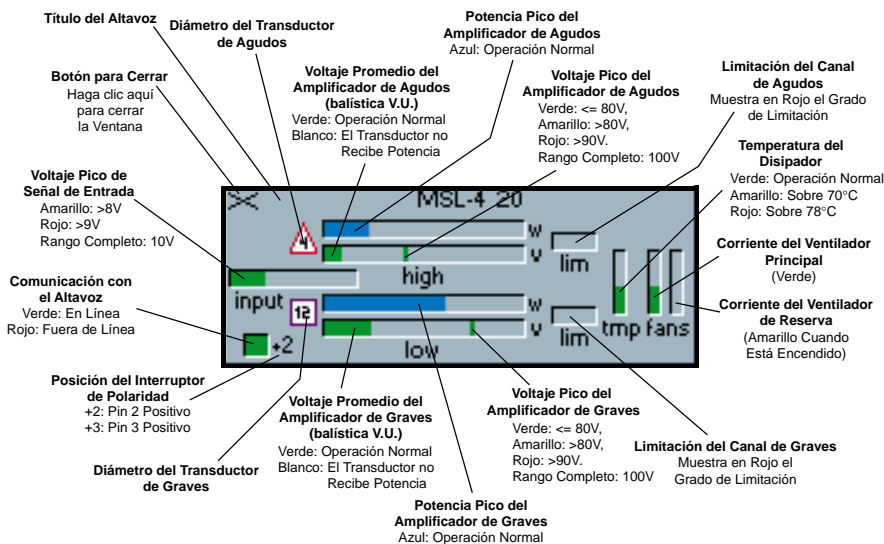 Título del Altavoz
Diámetro del Transductor
de Agudos
Potencia Pico del
Amplificador de Agudos
Azul: Operación Normal
Botón para Cerrar
Haga clic aquí
para cerrar
la Ventana
Voltaje Promedio del
Amplificador de Agudos
(balística V.U.)
Verde: Operación Normal
Blanco: El Transductor no
Recibe Potencia
Voltaje Pico del
Amplificador de Agudos
Verde: <= 80V,
Amarillo: >80V,
Rojo: >90V.
Rango Completo: 100V
Limitación del Canal
de Agudos
Muestra en Rojo el Grado
de Limitación
Temperatura del
Disipador
Verde: Operación Normal
Amarillo: Sobre 70°C
Rojo: Sobre 78°C
Voltaje Pico de
Señal de Entrada
Amarillo: >8V
Rojo: >9V
Rango Completo: 10V
Corriente del Ventilador
Principal
(Verde)
Comunicación con
el Altavoz
Verde: En Línea
Rojo: Fuera de Línea
Corriente del Ventilador
de Reserva
(Amarillo Cuando
Está Encendido)
MSL-4 20
4
w
v
high
lim
input
12
w
v
low
lim
tmp fans
+2
Posición del Interruptor
de Polaridad
+2: Pin 2 Positivo
+3: Pin 3 Positivo
Diámetro del Transductor
de Graves
Voltaje Promedio del
Amplificador de Graves
(balística V.U.)
Verde: Operación Normal
Blanco: El Transductor no
Recibe Potencia
Voltaje Pico del
Amplificador de Graves
Verde: <= 80V,
Amarillo: >80V,
Rojo: >90V.
Rango Completo: 100V
Limitación del Canal de Graves
Muestra en Rojo el
Grado de Limitación
Potencia Pico del
Amplificador de Graves
Azul: Operación Normal